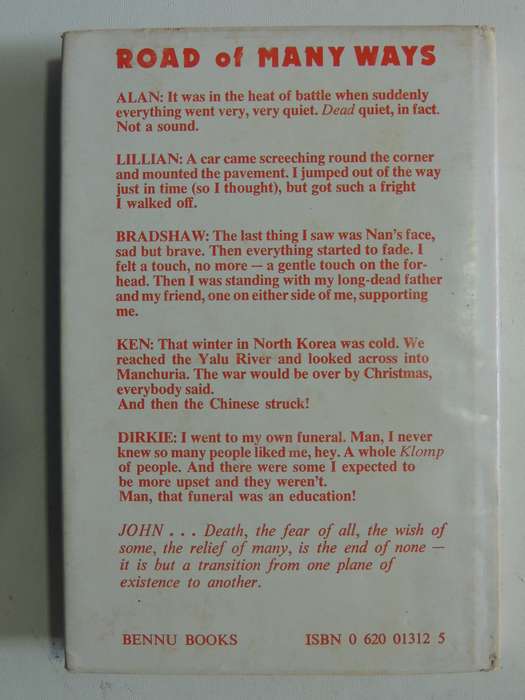 ROAD of MANY WAYS
ALAN: It was in the heat of battle when suddenly
everything went very, very quiet. Dead quiet, in fact.
Not a sound.
LILLIAN: A car came screeching round the corner
and mounted the pavement. I jumped out of the way
just in time (so I thought), but got such a fright
I walked off.
BRADSHAW: The last thing I saw was Nan's face,
sad but brave. Then everything started to fade. I
felt a touch, no more — a gentle touch on the for-
head. Then I was standing with my long-dead father
and my friend, one on either side of me, supporting
me.
KEN: That winter in North Korea was cold. We
reached the Yalu River and looked across into
Manchuria. The war would be over by Christmas,
everybody said.
And then the Chinese struck!
DIRKIE: I went to my own funeral. Man, I never
knew so many people liked me, hey. A whole Klomp
of people. And there were some I expected to
be more upset and they weren't.
Man, that funeral was an education!
JOHN . . . Death, the fear of all, the wish of
some, the relief of many, is the end of none —
it is but a transition from one plane of
existence to another.
BENNU BOOKS ISBN 0 620 01312 5